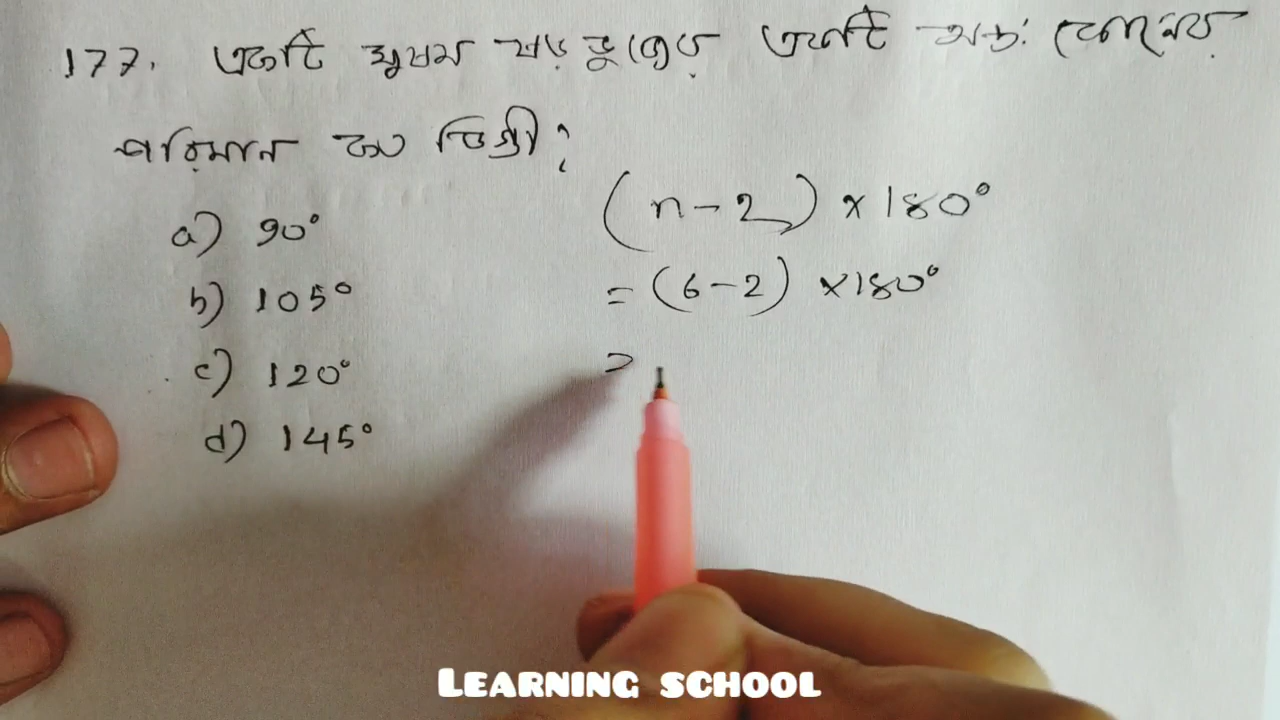 177. একটি সুষম ষড়ভুজের একটি অন্তঃ কোণের
পরিমান কত ডিগ্রী?
a) 90°
b) 105°
c) 120°
d) 145°
(n-2) × 180°
= (6-2) × 180°
=
LEARNING SCHOOL